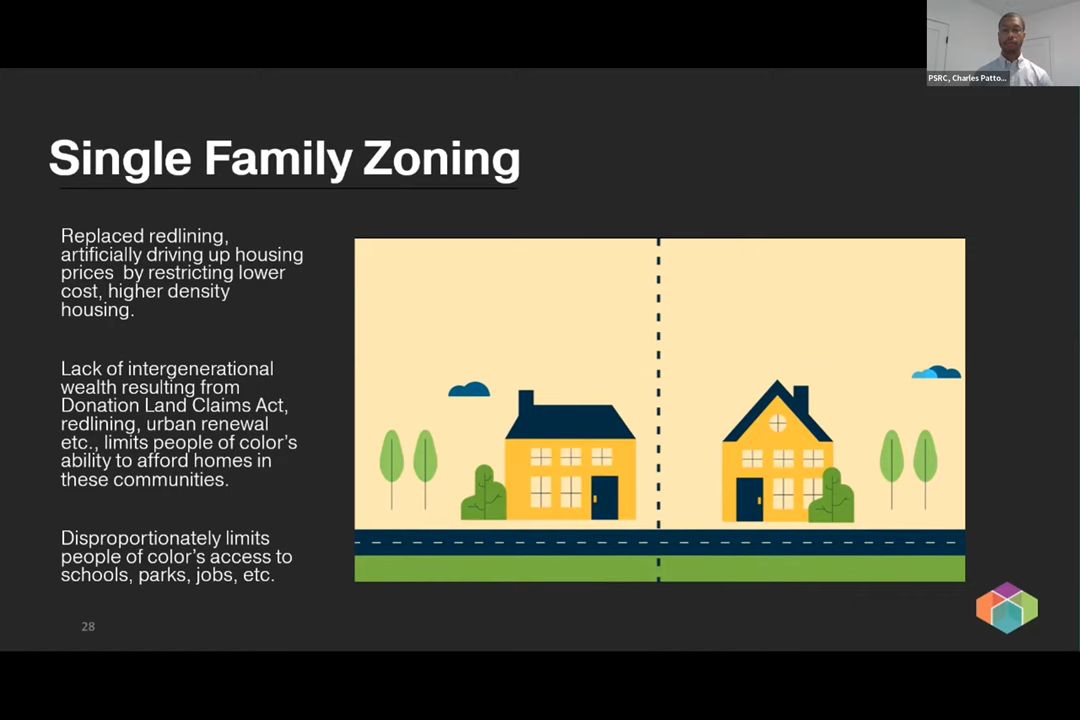 PSRC, Charles Patto...
Single Family Zoning
Replaced redlining,
artificially driving up housing
prices by restricting lower
cost, higher density
housing.
Lack of intergenerational
wealth resulting from
Donation Land Claims Act,
redlining, urban renewal
etc., limits people of color's
ability to afford homes in
these communities.
Disproportionately limits
people of color's access to
schools, parks, jobs, etc.
28